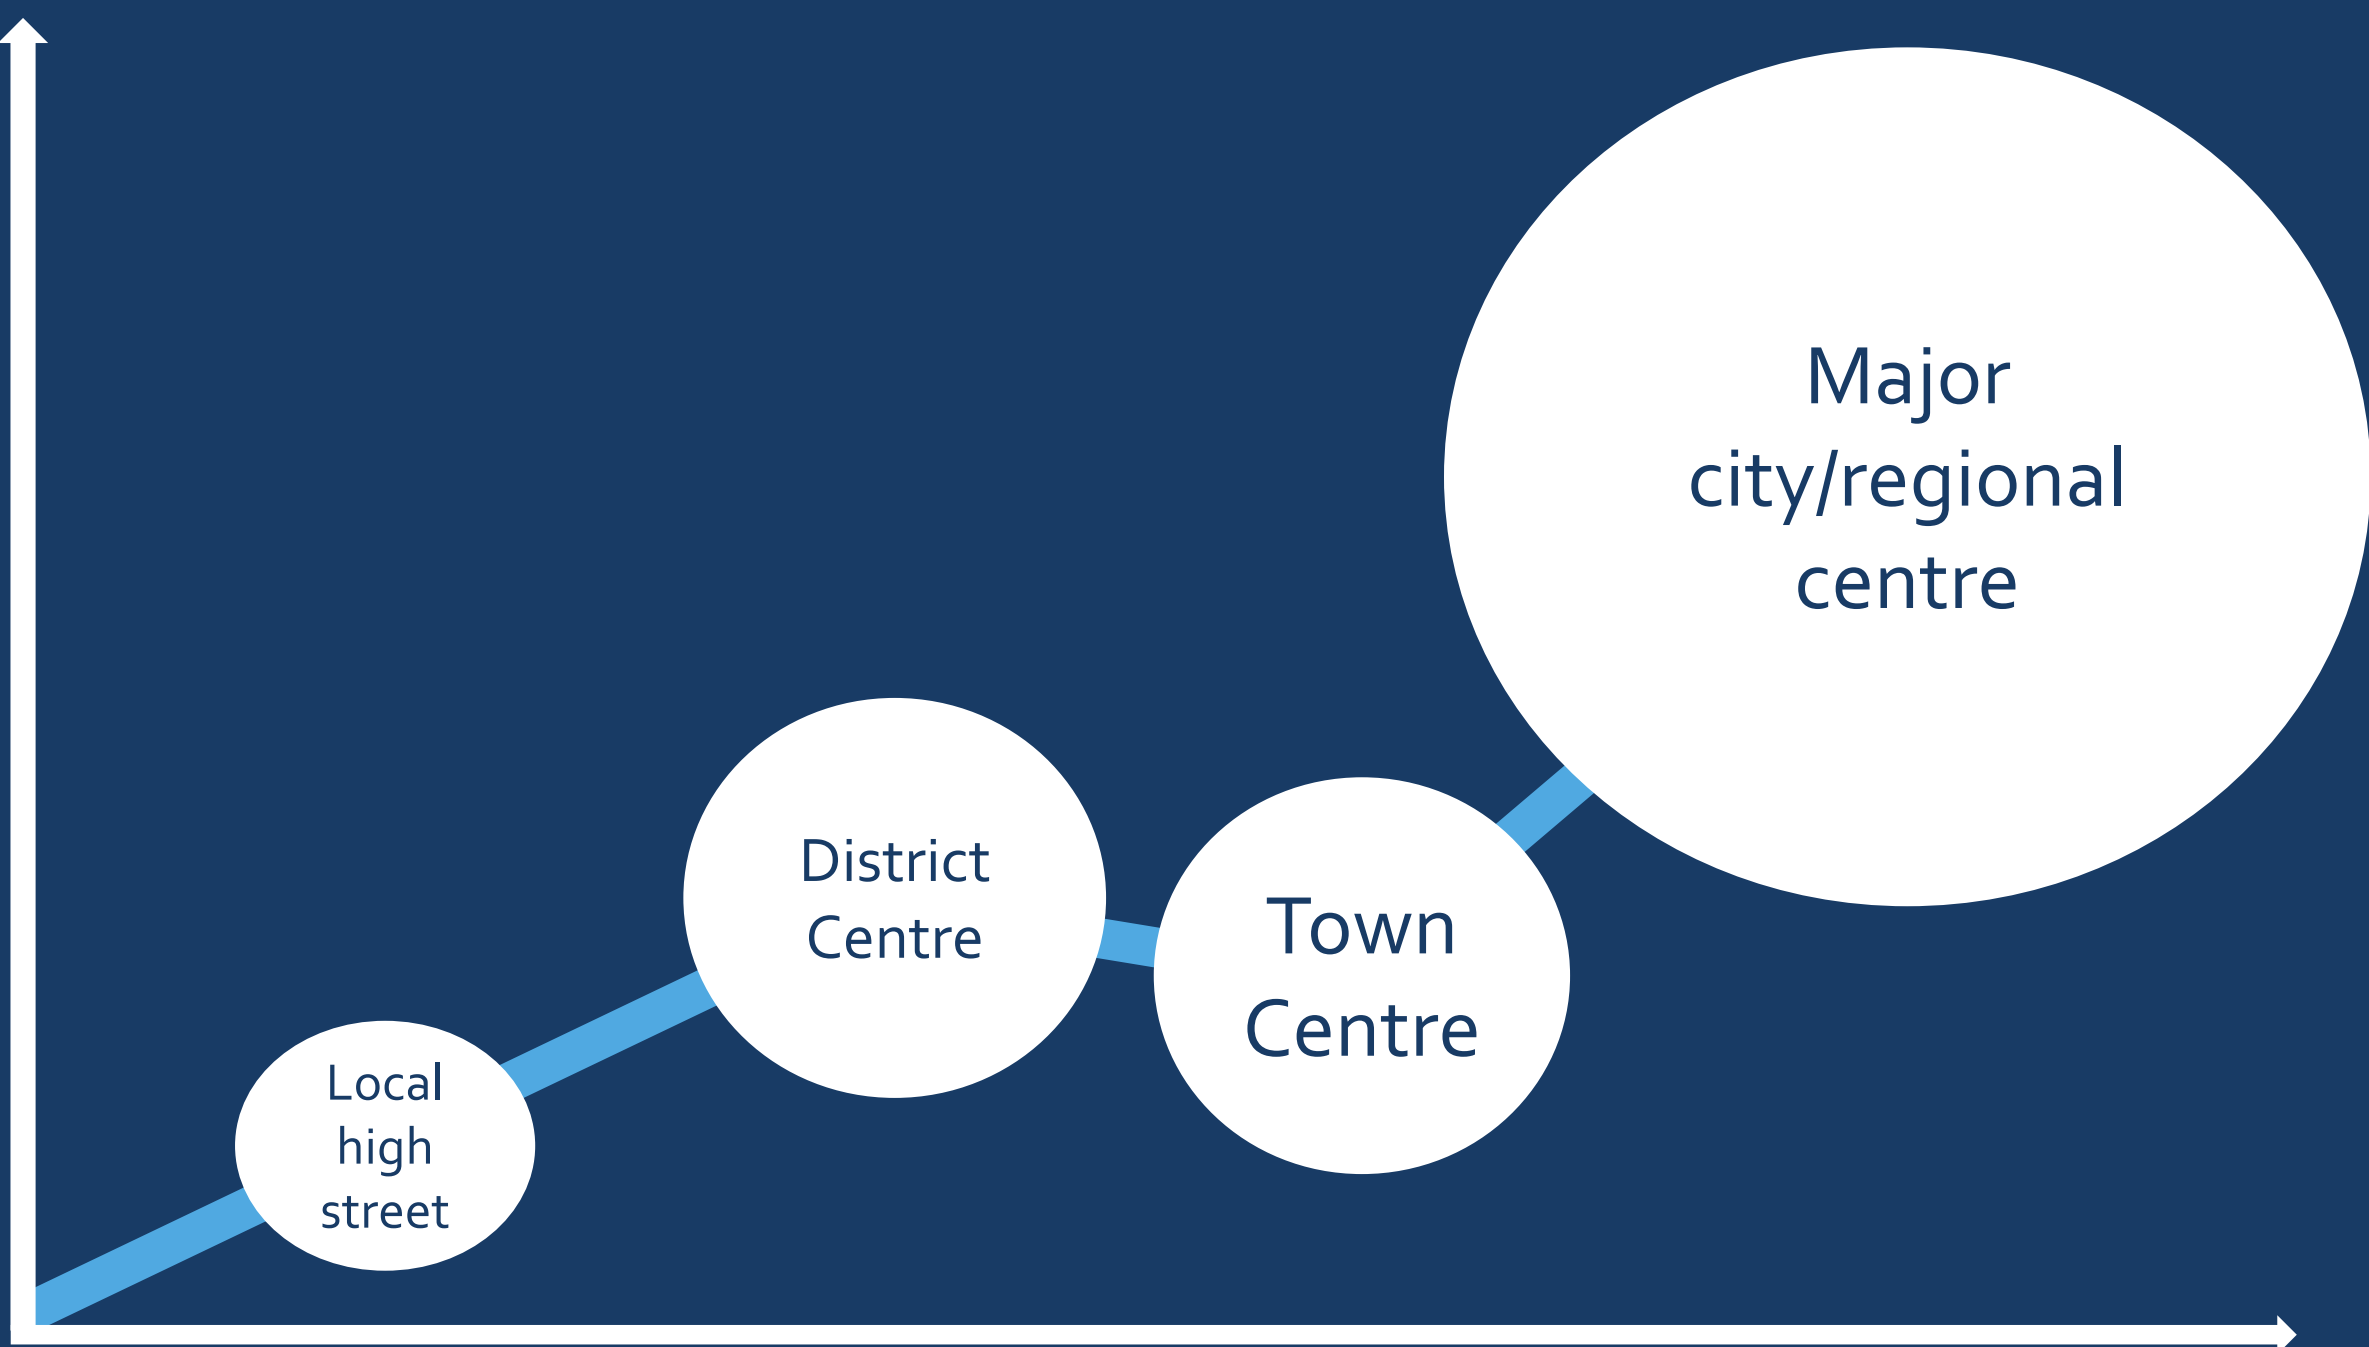 Local
high
street
District
Centre
Town
Centre
Major
city/regional
centre